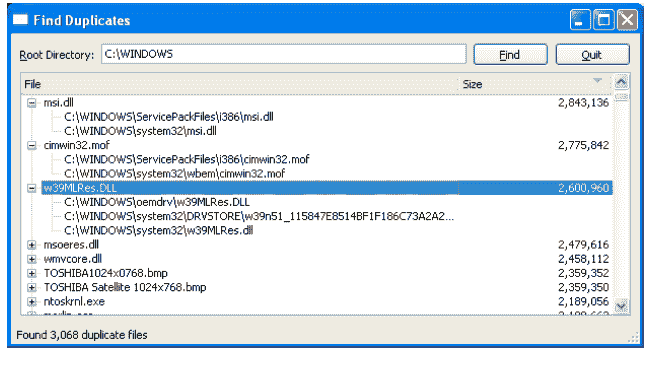 Find Duplicates
Root Directory: C:\WINDOWS Find Quit
File Size
msi.dll 2,843,136
C:\WINDOWS\ServicePackFiles\i386\msi.dll
C:\WINDOWS\system32\msi.dll
cimwin32.mof 2,775,842
C:\WINDOWS\ServicePackFiles\i386\cimwin32.mof
C:\WINDOWS\system32\wbem\cimwin32.mof
w39MLRes.DLL 2,600,960
C:\WINDOWS\oemdrv\w39MLRes.DLL
C:\WINDOWS\system32\DRVSTORE\w39n51_115847E8514BF1F186C73A2A2...
C:\WINDOWS\system32\w39MLRes.dll
msoeres.dll 2,479,616
wmvcore.dll 2,458,112
TOSHIBA1024x0768.bmp 2,359,352
TOSHIBA Satellite 1024x768.bmp 2,359,350
ntoskrnl.exe 2,189,056
Found 3,068 duplicate files